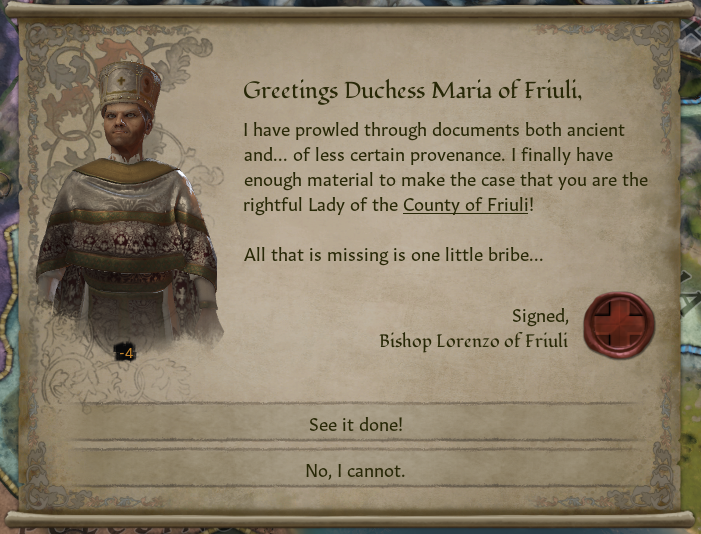 Greetings Duchess Maria of Friuli,
I have prowled through documents both ancient
and... of less certain provenance. I finally have
enough material to make the case that you are the
rightful Lady of the County of Friuli!
All that is missing is one little bribe...
Signed,
Bishop Lorenzo of Friuli
-4
See it done!
No, I cannot.